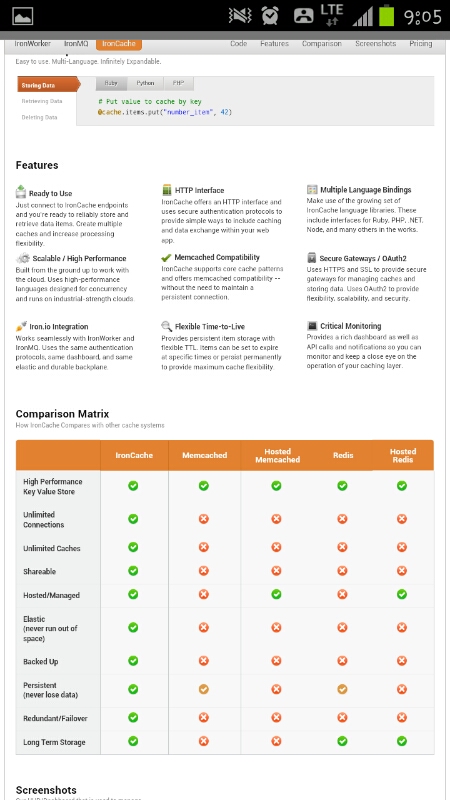 LTE 9:05
IronWorker IronMQ IronCache Code Features Comparison Screenshots Pricing
Easy to use. Multi-Language. Infinitely Expandable.
Storing Data
Retrieving Data
Deleting Data
Ruby Python PHP
# Put value to cache by key
@cache.items.put("number_item", 42)
Features
Ready to Use
Just connect to IronCache endpoints
and you're ready to reliably store and
retrieve data items. Create multiple
caches and increase processing
flexibility.
HTTP Interface
IronCache offers an HTTP interface and
uses secure authentication protocols to
provide simple ways to include caching
and data exchange within your web
app.
Multiple Language Bindings
Make use of the growing set of
IronCache language libraries. These
include interfaces for Ruby, PHP, .NET,
Node, and many others in the works.
Scalable / High Performance
Built from the ground up to work with
the cloud. Uses high-performance
languages designed for concurrency
and runs on industrial-strength clouds.
Memcached Compatibility
IronCache supports core cache patterns
and offers memcached compatibility --
without the need to maintain a
persistent connection.
Secure Gateways / OAuth2
Uses HTTPS and SSL to provide secure
gateways for managing caches and
storing data. Uses OAuth2 to provide
flexibility, scalability, and security.
Iron.io Integration
Works seamlessly with IronWorker and
IronMQ. Uses the same authentication
protocols, same dashboard, and same
elastic and durable backplane.
Flexible Time-to-Live
Provides persistent item storage with
flexible TTL. Items can be set to expire
at specific times or persist permanently
to provide maximum cache flexibility
Critical Monitoring
Provides a rich dashboard as well as
API calls and notifications so you can
monitor and keep a close eye on the
operation of your caching layer.
Comparison Matrix
How IronCache Compares with other cache systems
IronCache Memcached Hosted Memcached Redis Hosted Redis
High Performance
Key Value Store
Unlimited
Connections
Unlimited Caches
Shareable
Hosted/Managed
Elastic
(never run out of
space)
Backed Up
Persistent
(never lose data)
Redundant/Failover
Long Term Storage
Screenshots